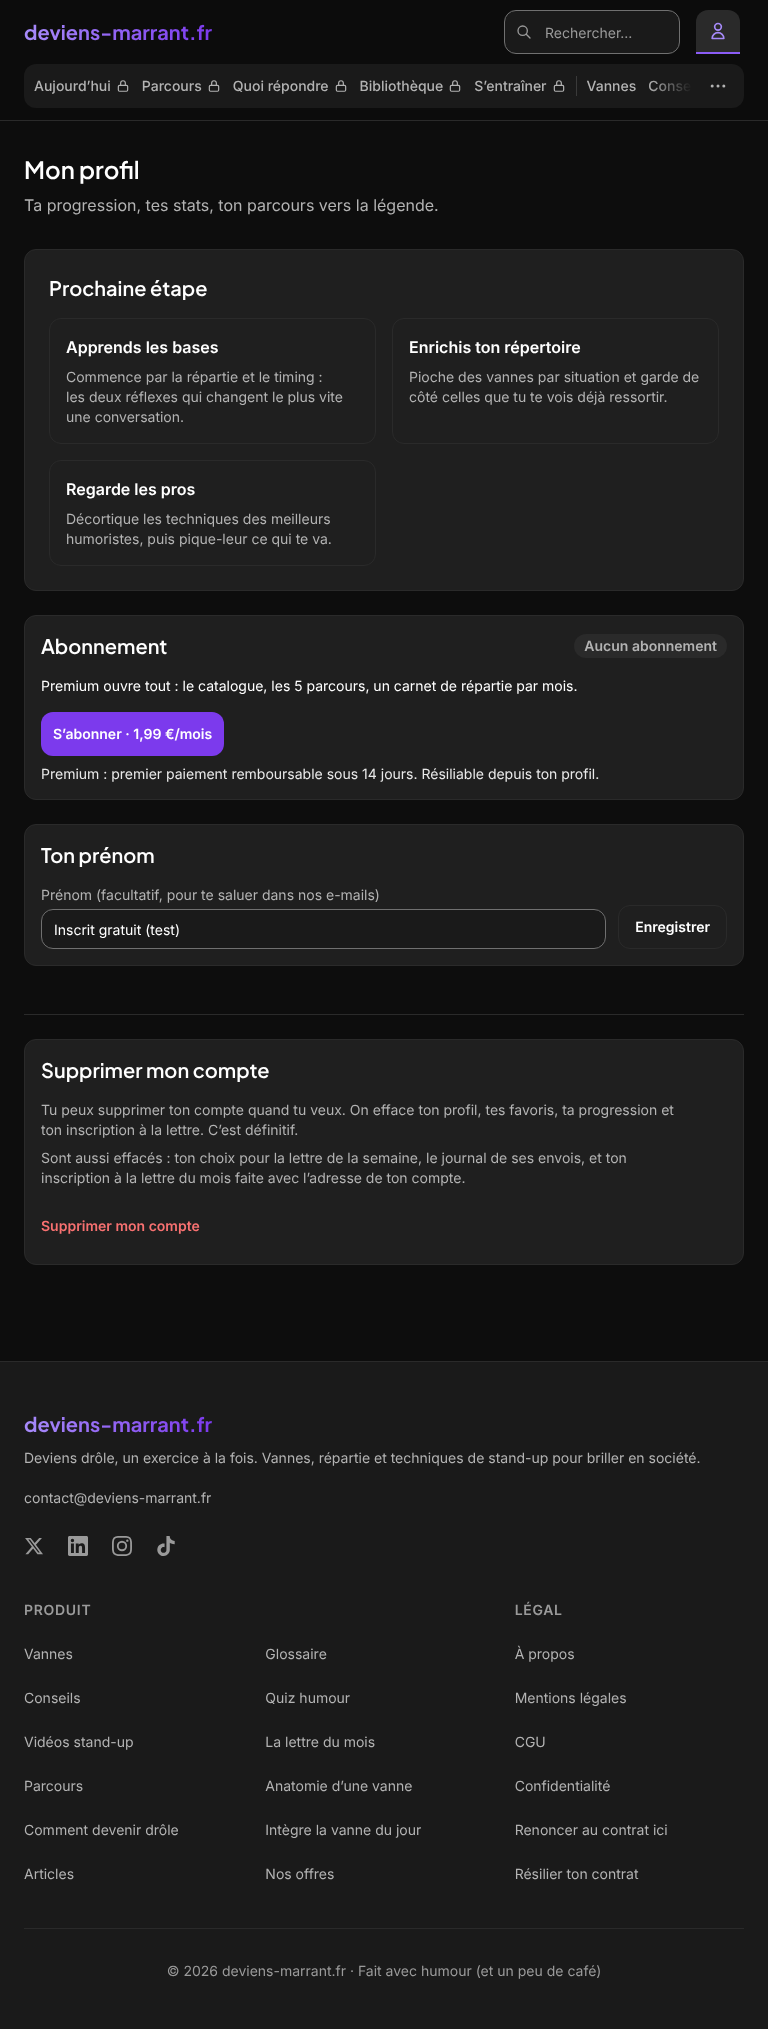 deviens-marrant.fr
Rechercher...
Aujourd’hui Parcours Quoi répondre Bibliothèque S’entraîner Vannes
Mon profil
Ta progression, tes stats, ton parcours vers la légende.
Prochaine étape
Apprends les bases
Commence par la répartie et le timing :
les deux réflexes qui changent le plus vite
une conversation.
Enrichis ton répertoire
Pioche des vannes par situation et garde de
côté celles que tu te vois déjà ressortir.
Regarde les pros
Décortique les techniques des meilleurs
humoristes, puis pique-leur ce qui te va.
Abonnement
Aucun abonnement
Premium ouvre tout : le catalogue, les 5 parcours, un carnet de répartie par mois.
S’abonner · 1,99 €/mois
Premium : premier paiement remboursable sous 14 jours. Résiliable depuis ton profil.
Ton prénom
Prénom (facultatif, pour te saluer dans nos e-mails)
Inscrit gratuit (test)
Enregistrer
Supprimer mon compte
Tu peux supprimer ton compte quand tu veux. On efface ton profil, tes favoris, ta progression et
ton inscription à la lettre. C’est définitif.
Sont aussi effacés : ton choix pour la lettre de la semaine, le journal de ses envois, et ton
inscription à la lettre du mois faite avec l’adresse de ton compte.
Supprimer mon compte
deviens-marrant.fr
Deviens drôle, un exercice à la fois. Vannes, répartie et techniques de stand-up pour briller en société.
contact@deviens-marrant.fr
PRODUIT
Vannes
Conseils
Vidéos stand-up
Parcours
Comment devenir drôle
Articles
Glossaire
Quiz humour
La lettre du mois
Anatomie d’une vanne
Intègre la vanne du jour
Nos offres
LÉGAL
À propos
Mentions légales
CGU
Confidentialité
Renoncer au contrat ici
Résilier ton contrat
© 2026 deviens-marrant.fr · Fait avec humour (et un peu de café)